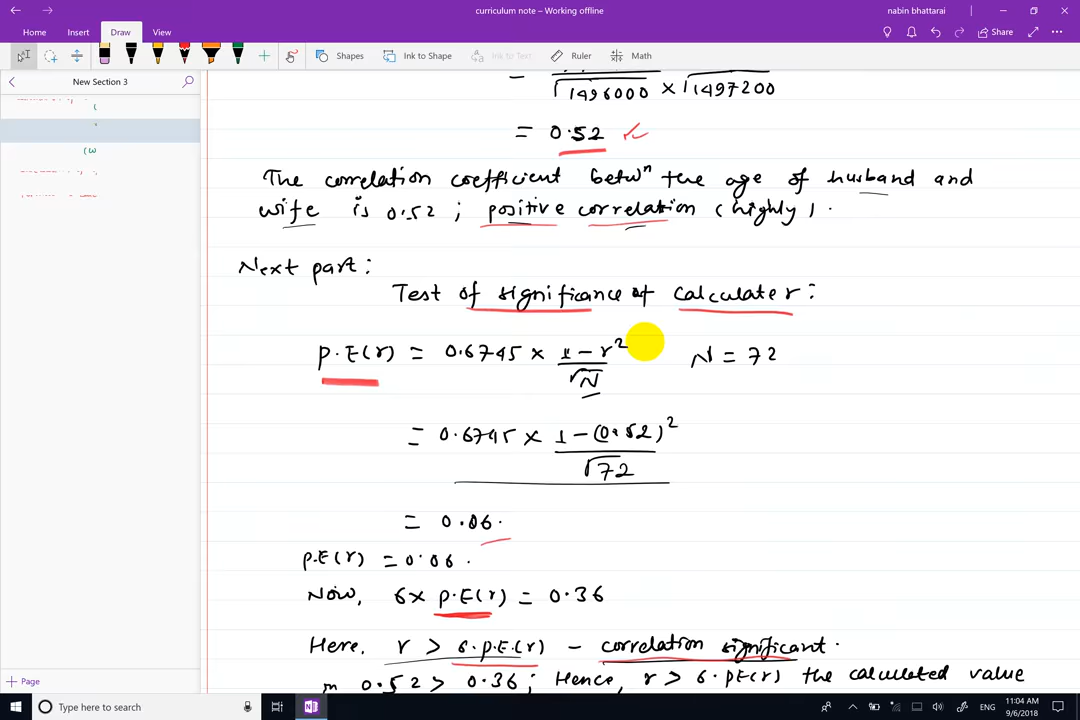 curriculum note – Working offline
nabin bhattarai
Home Insert Draw View
Share
Shapes Ink to Shape Ink to Text Ruler Math
New Section 3
√1496000 × √1497200
= 0.52
The correlation coefficient betwn the age of husband and
wife is 0.52 ; positive correlation (highly).
Next part:
Test of significance of calculate r:
P.E(r) = 0.6745 × 1 – r² / √N N = 72
= 0.6745 × 1 – (0.52)² / √72
= 0.06.
P.E(r) = 0.06.
Now, 6 × P.E(r) = 0.36
Here, r > 6.P.E.(r) – correlation significant.
0.52 > 0.36; Hence, r > 6.PE(r) the calculated value
Page
Type here to search
ENG
11:04 AM
9/6/2018